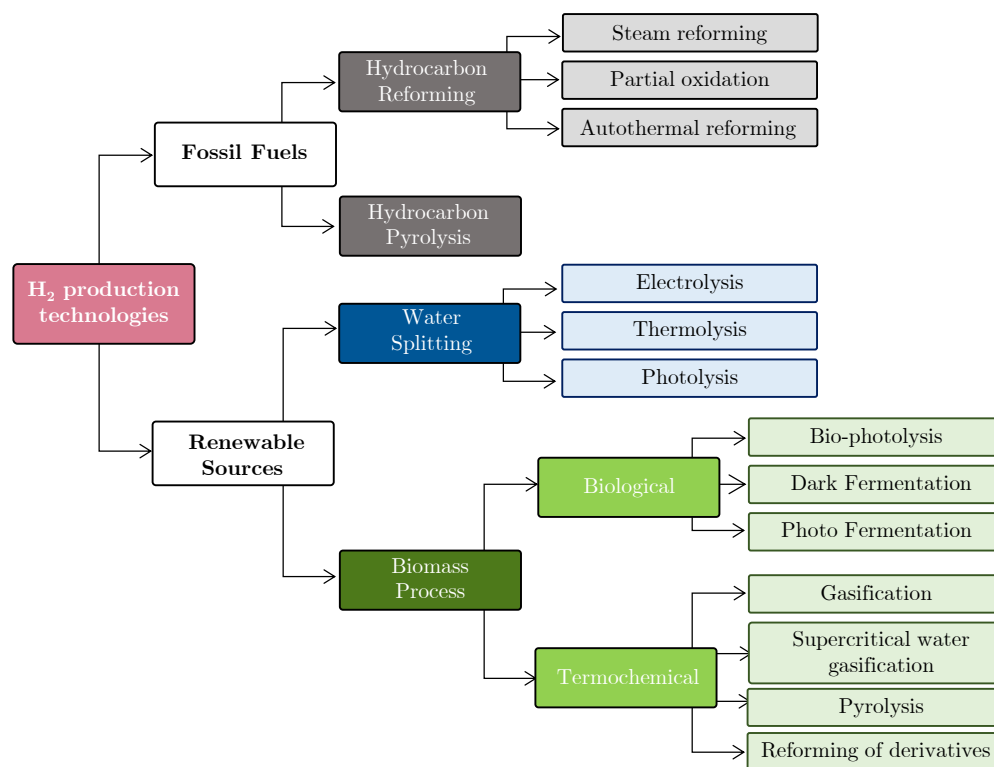 Steam reforming
Hydrocarbon
Reforming
Partial oxidation
Autothermal reforming
Fossil Fuels
Hydrocarbon
Pyrolysis
H₂ production
technologies
Electrolysis
Water
Splitting
Thermolysis
Photolysis
Renewable
Sources
Bio-photolysis
Biological
Dark Fermentation
Photo Fermentation
Biomass
Process
Gasification
Supercritical water
gasification
Termochemical
Pyrolysis
Reforming of derivatives